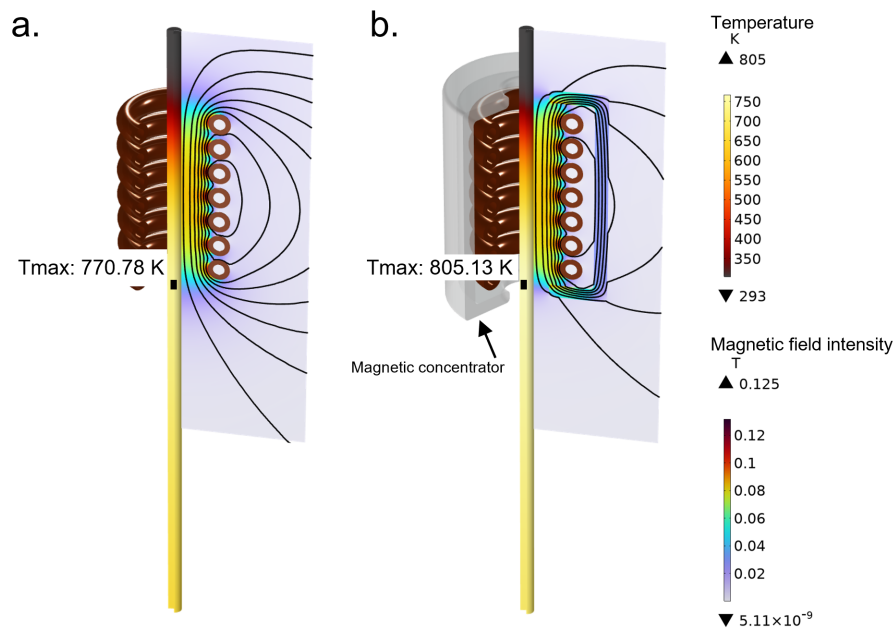 a.
b.
Tmax: 770.78 K
Tmax: 805.13 K
Magnetic concentrator
Temperature
K
▲ 805
750
700
650
600
550
500
450
400
350
▼ 293
Magnetic field intensity
T
▲ 0.125
0.12
0.1
0.08
0.06
0.04
0.02
▼ 5.11×10⁻⁹